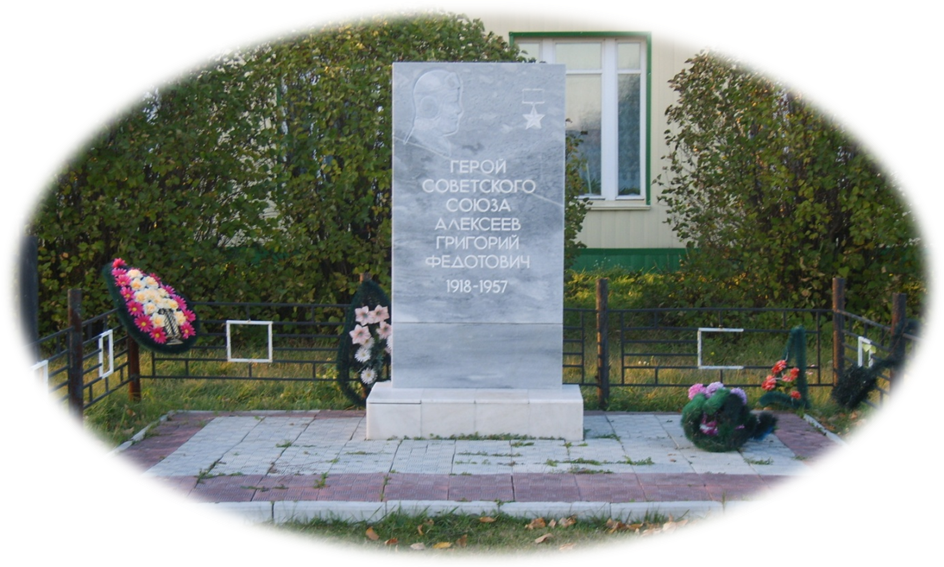 ГЕРОЙ
СОВЕТСКОГО
СОЮЗА
АЛЕКСЕЕВ
ГРИГОРИЙ
ФЕДОТОВИЧ
1918-1957